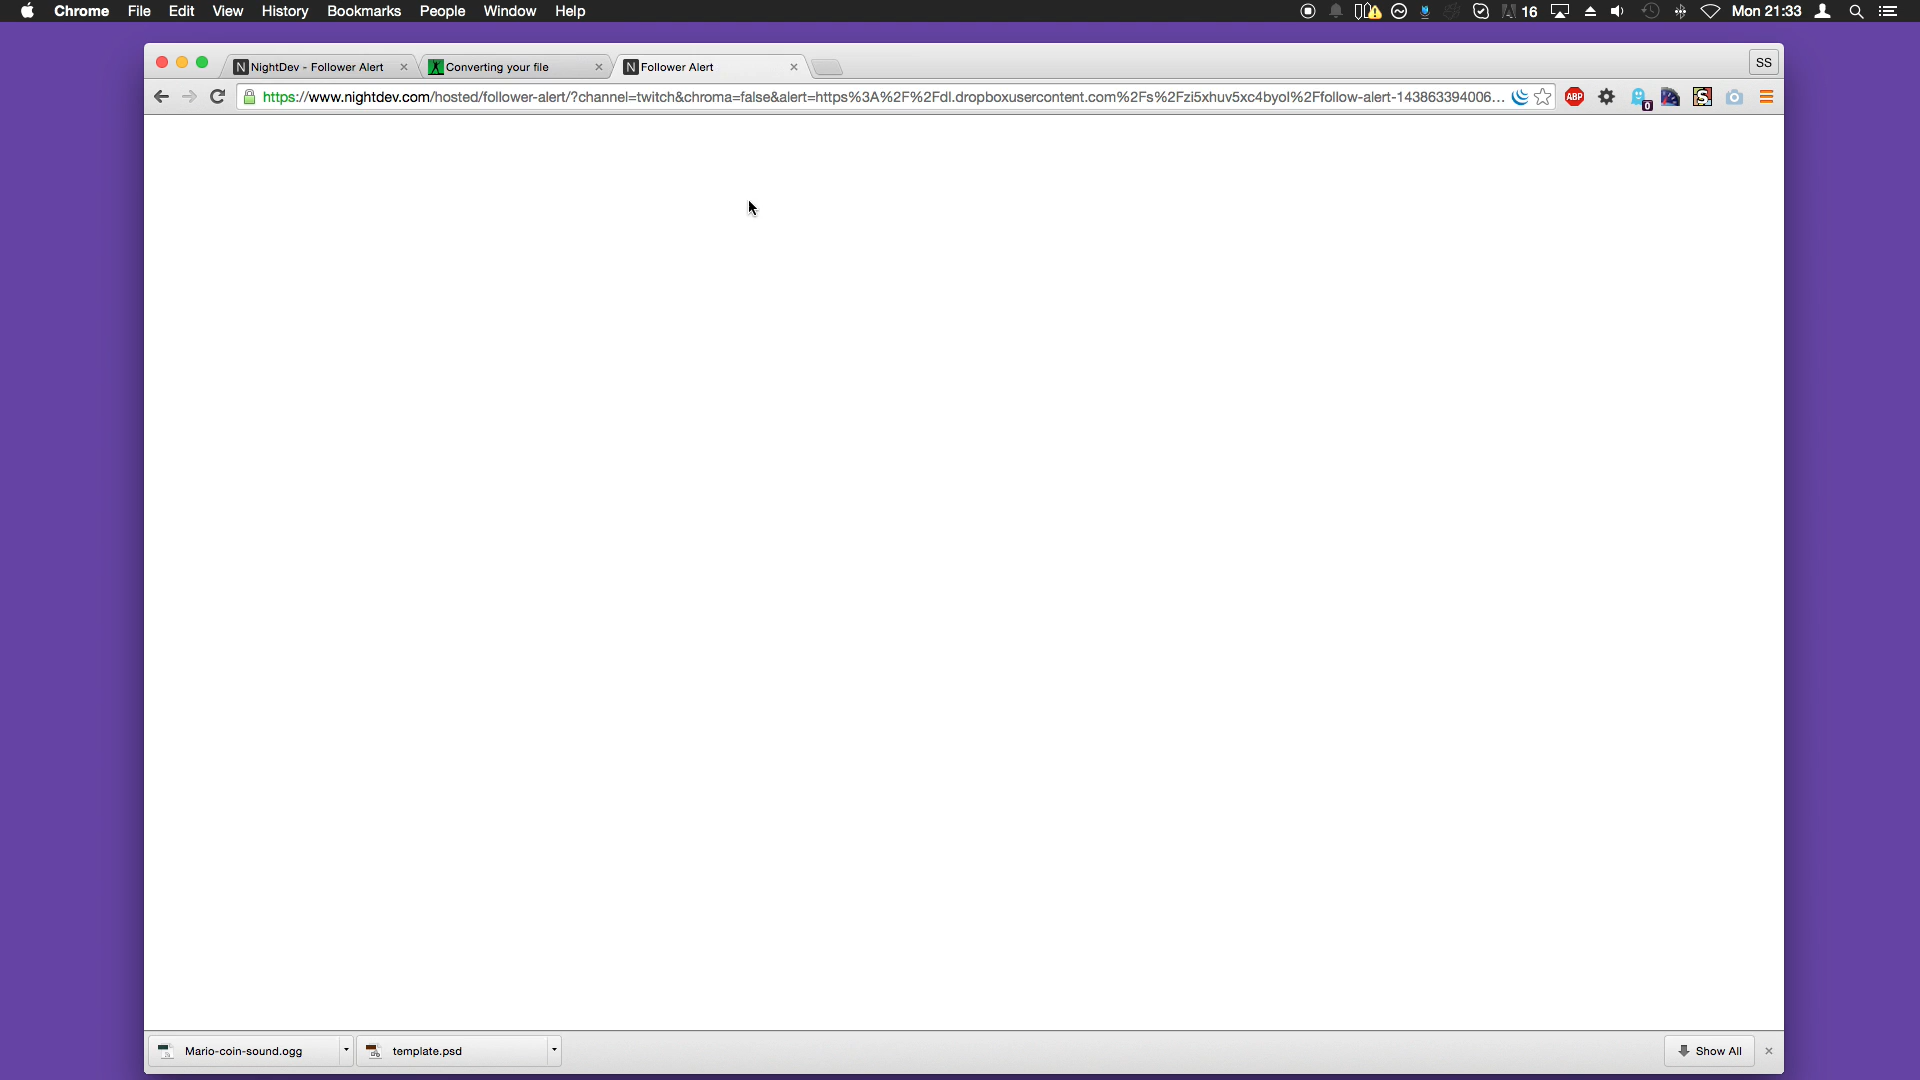 Chrome File Edit View History Bookmarks People Window Help 16 Mon 21:33
NightDev - Follower Alert Converting your file Follower Alert SS
https://www.nightdev.com/hosted/follower-alert/?channel=twitch&chroma=false&alert=https%3A%2F%2Fdl.dropboxusercontent.com%2Fs%2Fzi5xhuv5xc4byol%2Ffollow-alert-143863394006... ABP 0
Mario-coin-sound.ogg template.psd Show All